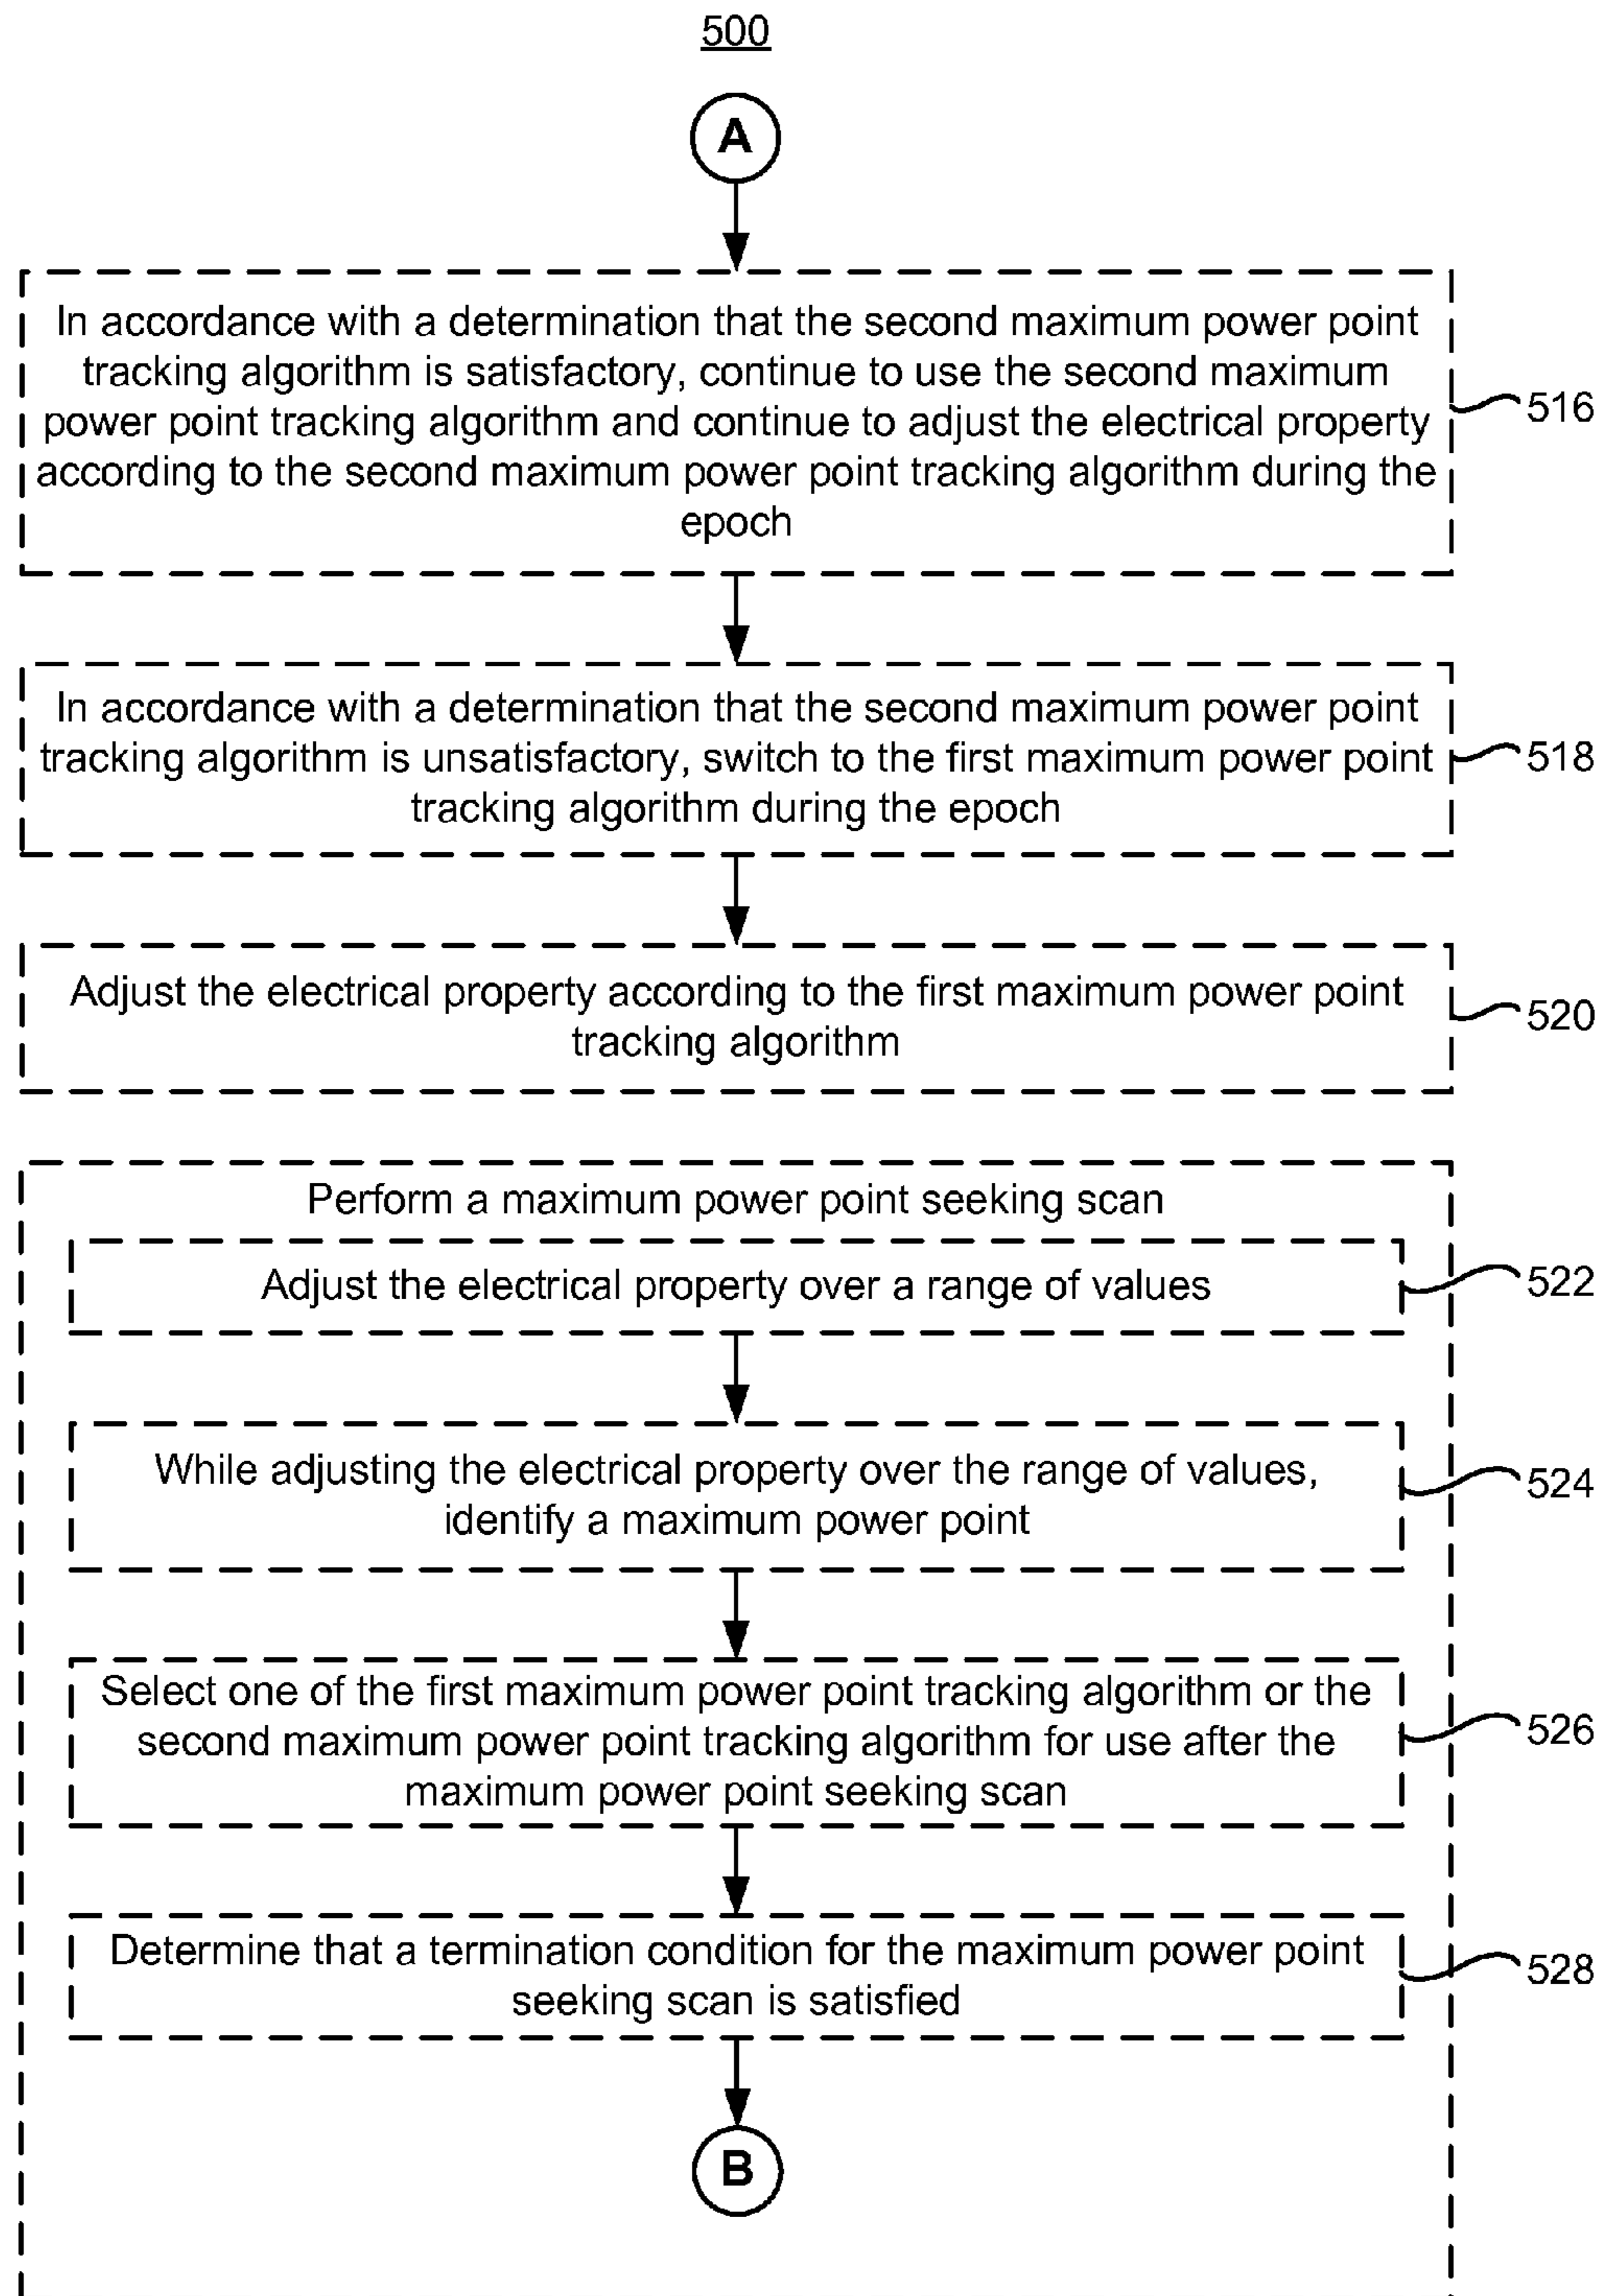 500
A
In accordance with a determination that the second maximum power point
tracking algorithm is satisfactory, continue to use the second maximum
power point tracking algorithm and continue to adjust the electrical property
according to the second maximum power point tracking algorithm during the
epoch
516
In accordance with a determination that the second maximum power point
tracking algorithm is unsatisfactory, switch to the first maximum power point
tracking algorithm during the epoch
518
Adjust the electrical property according to the first maximum power point
tracking algorithm
520
Perform a maximum power point seeking scan
Adjust the electrical property over a range of values
522
While adjusting the electrical property over the range of values,
identify a maximum power point
524
Select one of the first maximum power point tracking algorithm or the
second maximum power point tracking algorithm for use after the
maximum power point seeking scan
526
Determine that a termination condition for the maximum power point
seeking scan is satisfied
528
B